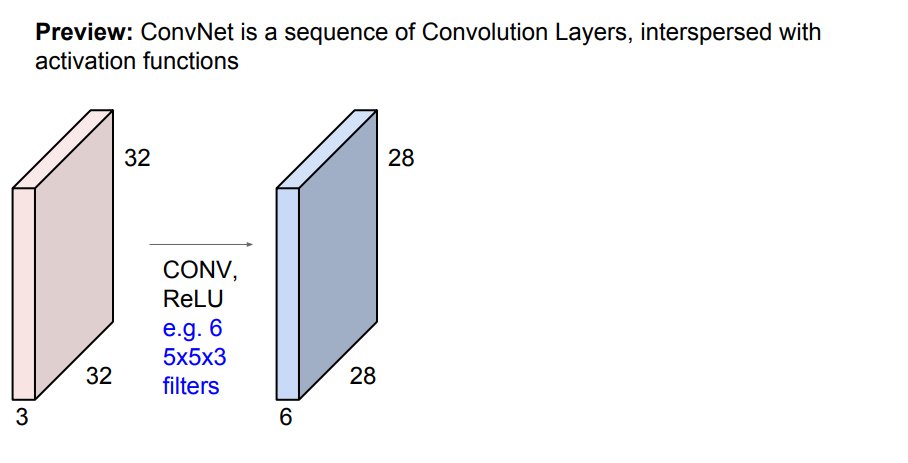 Preview: ConvNet is a sequence of Convolution Layers, interspersed with
activation functions
32
28
CONV,
ReLU
e.g. 6
5x5x3
filters
32
28
3
6